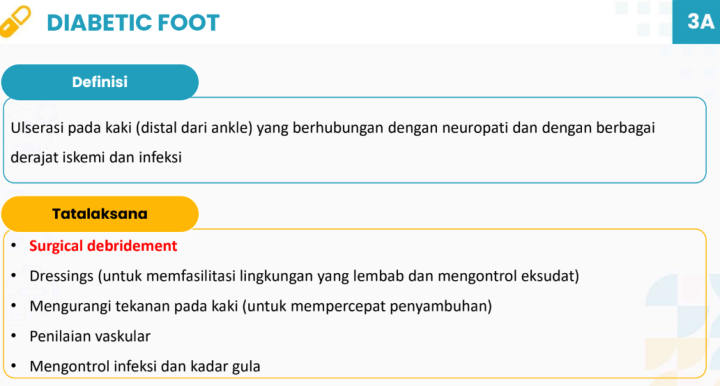 DIABETIC FOOT
3A
Definisi
Ulserasi pada kaki (distal dari ankle) yang berhubungan dengan neuropati dan dengan berbagai
derajat iskemi dan infeksi
Tatalaksana
• Surgical debridement
• Dressings (untuk memfasilitasi lingkungan yang lembab dan mengontrol eksudat)
• Mengurangi tekanan pada kaki (untuk mempercepat penyambuhan)
• Penilaian vaskular
• Mengontrol infeksi dan kadar gula